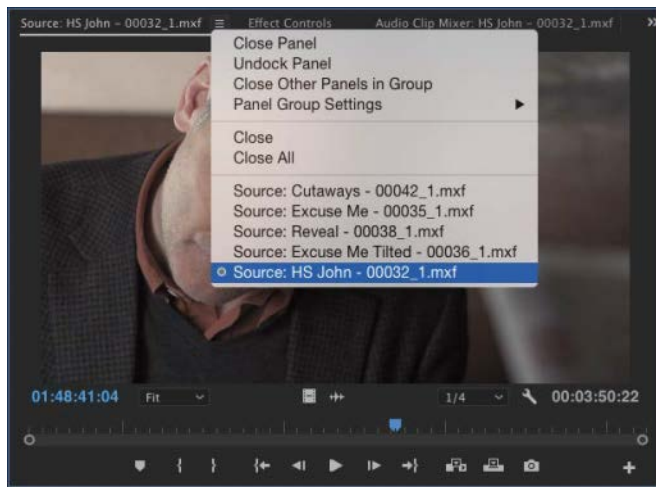 Source: HS John - 00032_1.mxf Effect Controls Audio Clip Mixer: HS John - 00032_1.mxf
Close Panel
Undock Panel
Close Other Panels in Group
Panel Group Settings
Close
Close All
Source: Cutaways - 00042_1.mxf
Source: Excuse Me - 00035_1.mxf
Source: Reveal - 00038_1.mxf
Source: Excuse Me Tilted - 00036_1.mxf
Source: HS John - 00032_1.mxf
01:48:41:04 Fit 1/4 00:03:50:22